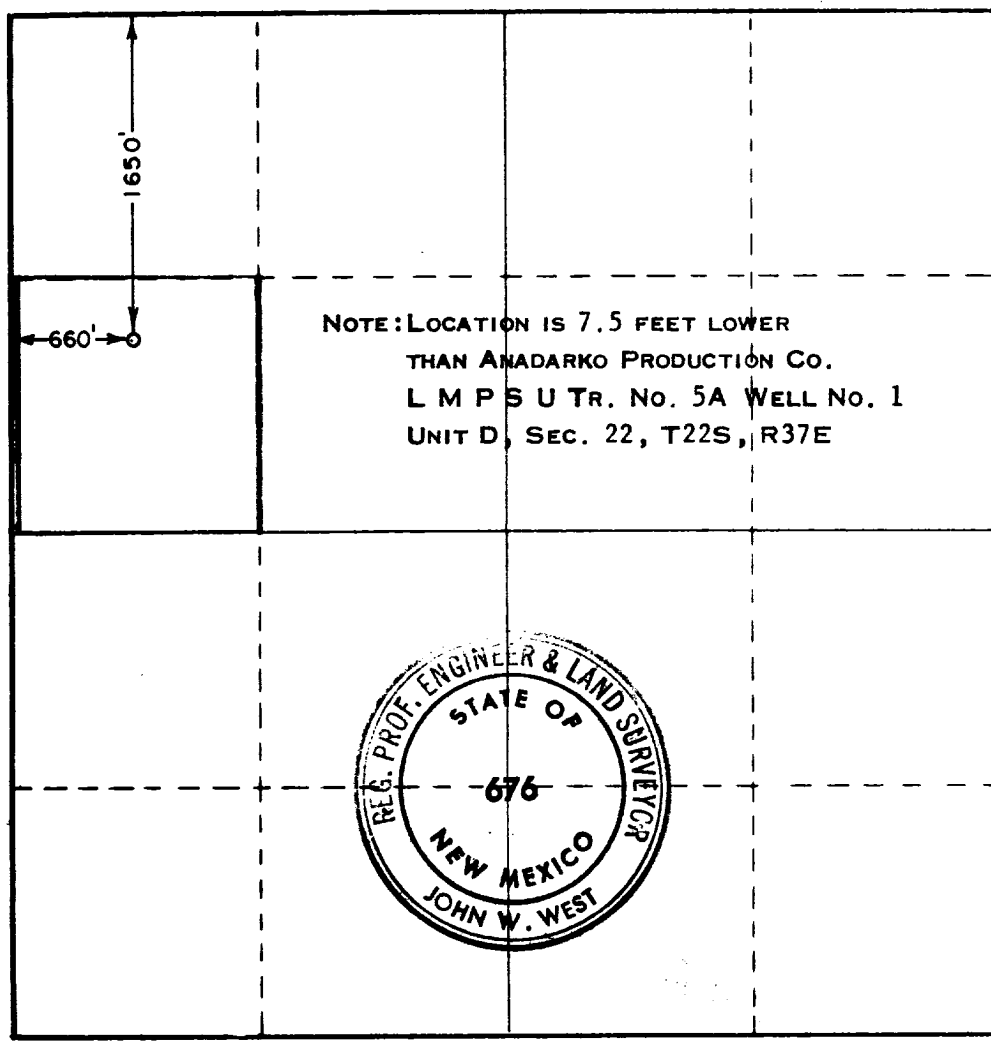 1650'
660'
NOTE: LOCATION IS 7.5 FEET LOWER
THAN ANADARKO PRODUCTION CO.
L M P S U TR. NO. 5A WELL NO. 1
UNIT D, SEC. 22, T22S, R37E
REG. PROF. ENGINEER & LAND SURVEYOR
STATE OF
676
NEW MEXICO
JOHN W. WEST